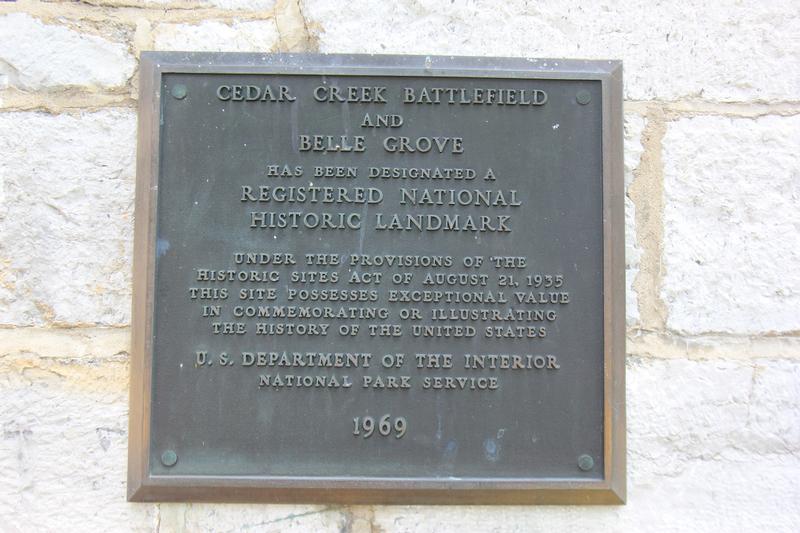 CEDAR CREEK BATTLEFIELD
AND
BELLE GROVE
HAS BEEN DESIGNATED A
REGISTERED NATIONAL
HISTORIC LANDMARK
UNDER THE PROVISIONS OF THE
HISTORIC SITES ACT OF AUGUST 21, 1935
THIS SITE POSSESSES EXCEPTIONAL VALUE
IN COMMEMORATING OR ILLUSTRATING
THE HISTORY OF THE UNITED STATES
U. S. DEPARTMENT OF THE INTERIOR
NATIONAL PARK SERVICE
1969